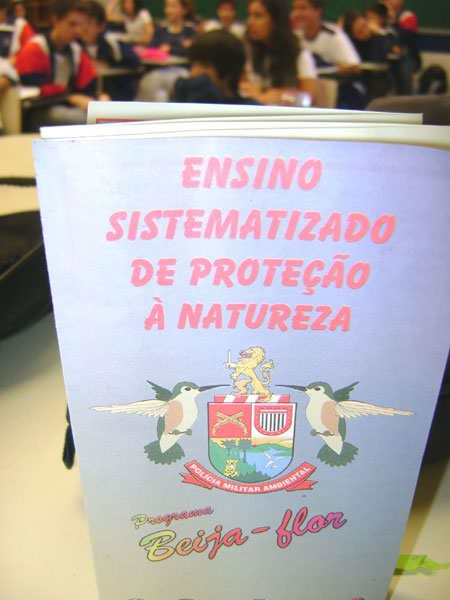 ENSINO
SISTEMATIZADO
DE PROTEÇÃO
À NATUREZA
POLÍCIA MILITAR AMBIENTAL
Programa
Beija-flor